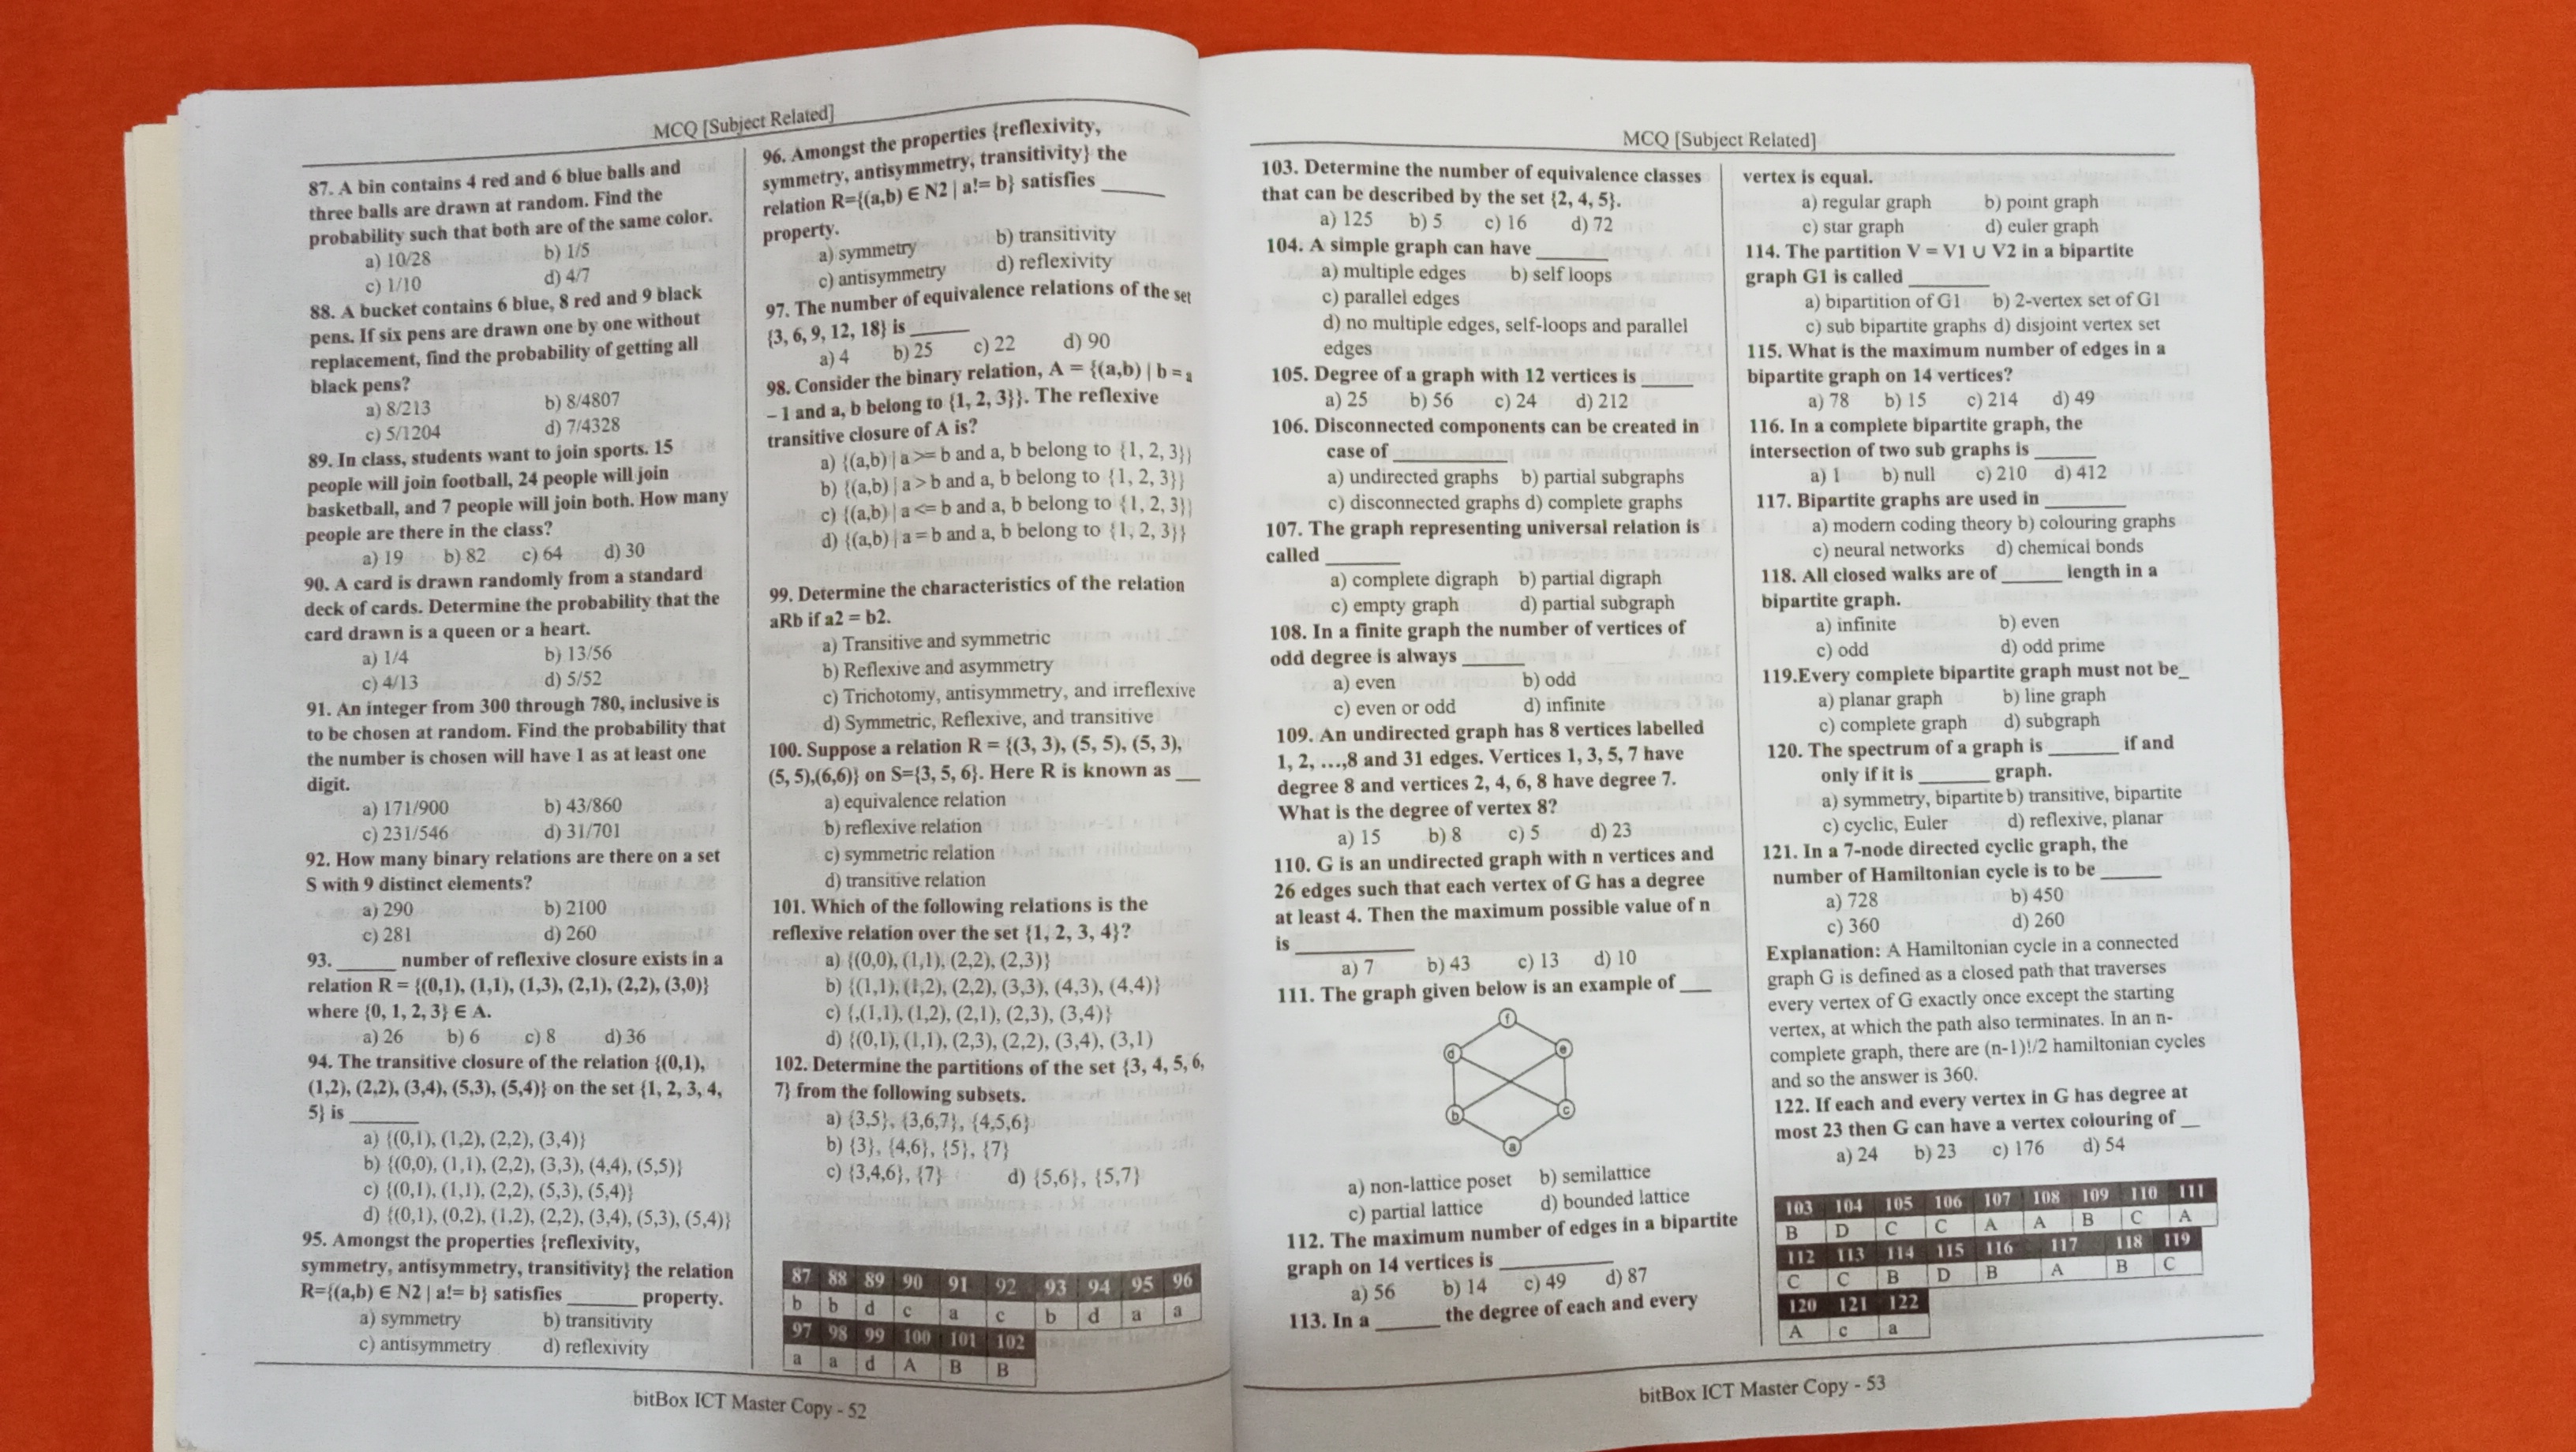 MCQ [Subject Related]
87. A bin contains 4 red and 6 blue balls and
three balls are drawn at random. Find the
probability such that both are of the same color.
a) 10/28 b) 1/5
c) 1/10 d) 4/7
88. A bucket contains 6 blue, 8 red and 9 black
pens. If six pens are drawn one by one without
replacement, find the probability of getting all
black pens?
a) 8/213 b) 8/4807
c) 5/1204 d) 7/4328
89. In class, students want to join sports. 15
people will join football, 24 people will join
basketball, and 7 people will join both. How many
people are there in the class?
a) 19 b) 82 c) 64 d) 30
90. A card is drawn randomly from a standard
deck of cards. Determine the probability that the
card drawn is a queen or a heart.
a) 1/4 b) 13/56
c) 4/13 d) 5/52
91. An integer from 300 through 780, inclusive is
to be chosen at random. Find the probability that
the number is chosen will have 1 as at least one
digit.
a) 171/900 b) 43/860
c) 231/546 d) 31/701
92. How many binary relations are there on a set
S with 9 distinct elements?
a) 290 b) 2100
c) 281 d) 260
93. ______ number of reflexive closure exists in a
relation R = {(0,1), (1,1), (1,3), (2,1), (2,2), (3,0)}
where {0, 1, 2, 3} ∈ A.
a) 26 b) 6 c) 8 d) 36
94. The transitive closure of the relation {(0,1),
(1,2), (2,2), (3,4), (5,3), (5,4)} on the set {1, 2, 3, 4,
5} is ______
a) {(0,1), (1,2), (2,2), (3,4)}
b) {(0,0), (1,1), (2,2), (3,3), (4,4), (5,5)}
c) {(0,1), (1,1), (2,2), (5,3), (5,4)}
d) {(0,1), (0,2), (1,2), (2,2), (3,4), (5,3), (5,4)}
95. Amongst the properties {reflexivity,
symmetry, antisymmetry, transitivity} the relation
R={(a,b) ∈ N2 | a!= b} satisfies ______ property.
a) symmetry b) transitivity
c) antisymmetry d) reflexivity
96. Amongst the properties {reflexivity,
symmetry, antisymmetry, transitivity} the
relation R={(a,b) ∈ N2 | a!= b} satisfies ______
property.
a) symmetry b) transitivity
c) antisymmetry d) reflexivity
97. The number of equivalence relations of the set
{3, 6, 9, 12, 18} is ______
a) 4 b) 25 c) 22 d) 90
98. Consider the binary relation, A = {(a,b) | b = a
– 1 and a, b belong to {1, 2, 3}}. The reflexive
transitive closure of A is?
a) {(a,b) | a >= b and a, b belong to {1, 2, 3}}
b) {(a,b) | a > b and a, b belong to {1, 2, 3}}
c) {(a,b) | a <= b and a, b belong to {1, 2, 3}}
d) {(a,b) | a = b and a, b belong to {1, 2, 3}}
99. Determine the characteristics of the relation
aRb if a2 = b2.
a) Transitive and symmetric
b) Reflexive and asymmetry
c) Trichotomy, antisymmetry, and irreflexive
d) Symmetric, Reflexive, and transitive
100. Suppose a relation R = {(3, 3), (5, 5), (5, 3),
(5, 5),(6,6)} on S={3, 5, 6}. Here R is known as __
a) equivalence relation
b) reflexive relation
c) symmetric relation
d) transitive relation
101. Which of the following relations is the
reflexive relation over the set {1, 2, 3, 4}?
a) {(0,0), (1,1), (2,2), (2,3)}
b) {(1,1), (1,2), (2,2), (3,3), (4,3), (4,4)}
c) {,(1,1), (1,2), (2,1), (2,3), (3,4)}
d) {(0,1), (1,1), (2,3), (2,2), (3,4), (3,1)
102. Determine the partitions of the set {3, 4, 5, 6,
7} from the following subsets.
a) {3,5}, {3,6,7}, {4,5,6}
b) {3}, {4,6}, {5}, {7}
c) {3,4,6}, {7} d) {5,6}, {5,7}
87 88 89 90 91 92 93 94 95 96
b b d c a c b d a a
97 98 99 100 101 102
a a d A B B
bitBox ICT Master Copy - 52
MCQ [Subject Related]
103. Determine the number of equivalence classes
that can be described by the set {2, 4, 5}.
a) 125 b) 5 c) 16 d) 72
104. A simple graph can have ______
a) multiple edges b) self loops
c) parallel edges
d) no multiple edges, self-loops and parallel
edges
105. Degree of a graph with 12 vertices is _____
a) 25 b) 56 c) 24 d) 212
106. Disconnected components can be created in
case of __________
a) undirected graphs b) partial subgraphs
c) disconnected graphs d) complete graphs
107. The graph representing universal relation is
called ______
a) complete digraph b) partial digraph
c) empty graph d) partial subgraph
108. In a finite graph the number of vertices of
odd degree is always _____
a) even b) odd
c) even or odd d) infinite
109. An undirected graph has 8 vertices labelled
1, 2, …,8 and 31 edges. Vertices 1, 3, 5, 7 have
degree 8 and vertices 2, 4, 6, 8 have degree 7.
What is the degree of vertex 8?
a) 15 b) 8 c) 5 d) 23
110. G is an undirected graph with n vertices and
26 edges such that each vertex of G has a degree
at least 4. Then the maximum possible value of n
is __________
a) 7 b) 43 c) 13 d) 10
111. The graph given below is an example of ___
f
d e
b c
a
a) non-lattice poset b) semilattice
c) partial lattice d) bounded lattice
112. The maximum number of edges in a bipartite
graph on 14 vertices is __________
a) 56 b) 14 c) 49 d) 87
113. In a _____ the degree of each and every
vertex is equal.
a) regular graph b) point graph
c) star graph d) euler graph
114. The partition V = V1 ∪ V2 in a bipartite
graph G1 is called ______
a) bipartition of G1 b) 2-vertex set of G1
c) sub bipartite graphs d) disjoint vertex set
115. What is the maximum number of edges in a
bipartite graph on 14 vertices?
a) 78 b) 15 c) 214 d) 49
116. In a complete bipartite graph, the
intersection of two sub graphs is _____
a) 1 b) null c) 210 d) 412
117. Bipartite graphs are used in _______
a) modern coding theory b) colouring graphs
c) neural networks d) chemical bonds
118. All closed walks are of _____ length in a
bipartite graph.
a) infinite b) even
c) odd d) odd prime
119.Every complete bipartite graph must not be_
a) planar graph b) line graph
c) complete graph d) subgraph
120. The spectrum of a graph is ______ if and
only if it is ______ graph.
a) symmetry, bipartite b) transitive, bipartite
c) cyclic, Euler d) reflexive, planar
121. In a 7-node directed cyclic graph, the
number of Hamiltonian cycle is to be _____
a) 728 b) 450
c) 360 d) 260
Explanation: A Hamiltonian cycle in a connected
graph G is defined as a closed path that traverses
every vertex of G exactly once except the starting
vertex, at which the path also terminates. In an n-
complete graph, there are (n-1)!/2 hamiltonian cycles
and so the answer is 360.
122. If each and every vertex in G has degree at
most 23 then G can have a vertex colouring of __
a) 24 b) 23 c) 176 d) 54
103 104 105 106 107 108 109 110 111
B D C C A A B C A
112 113 114 115 116 117 118 119
C C B D B A B C
120 121 122
A c a
bitBox ICT Master Copy - 53